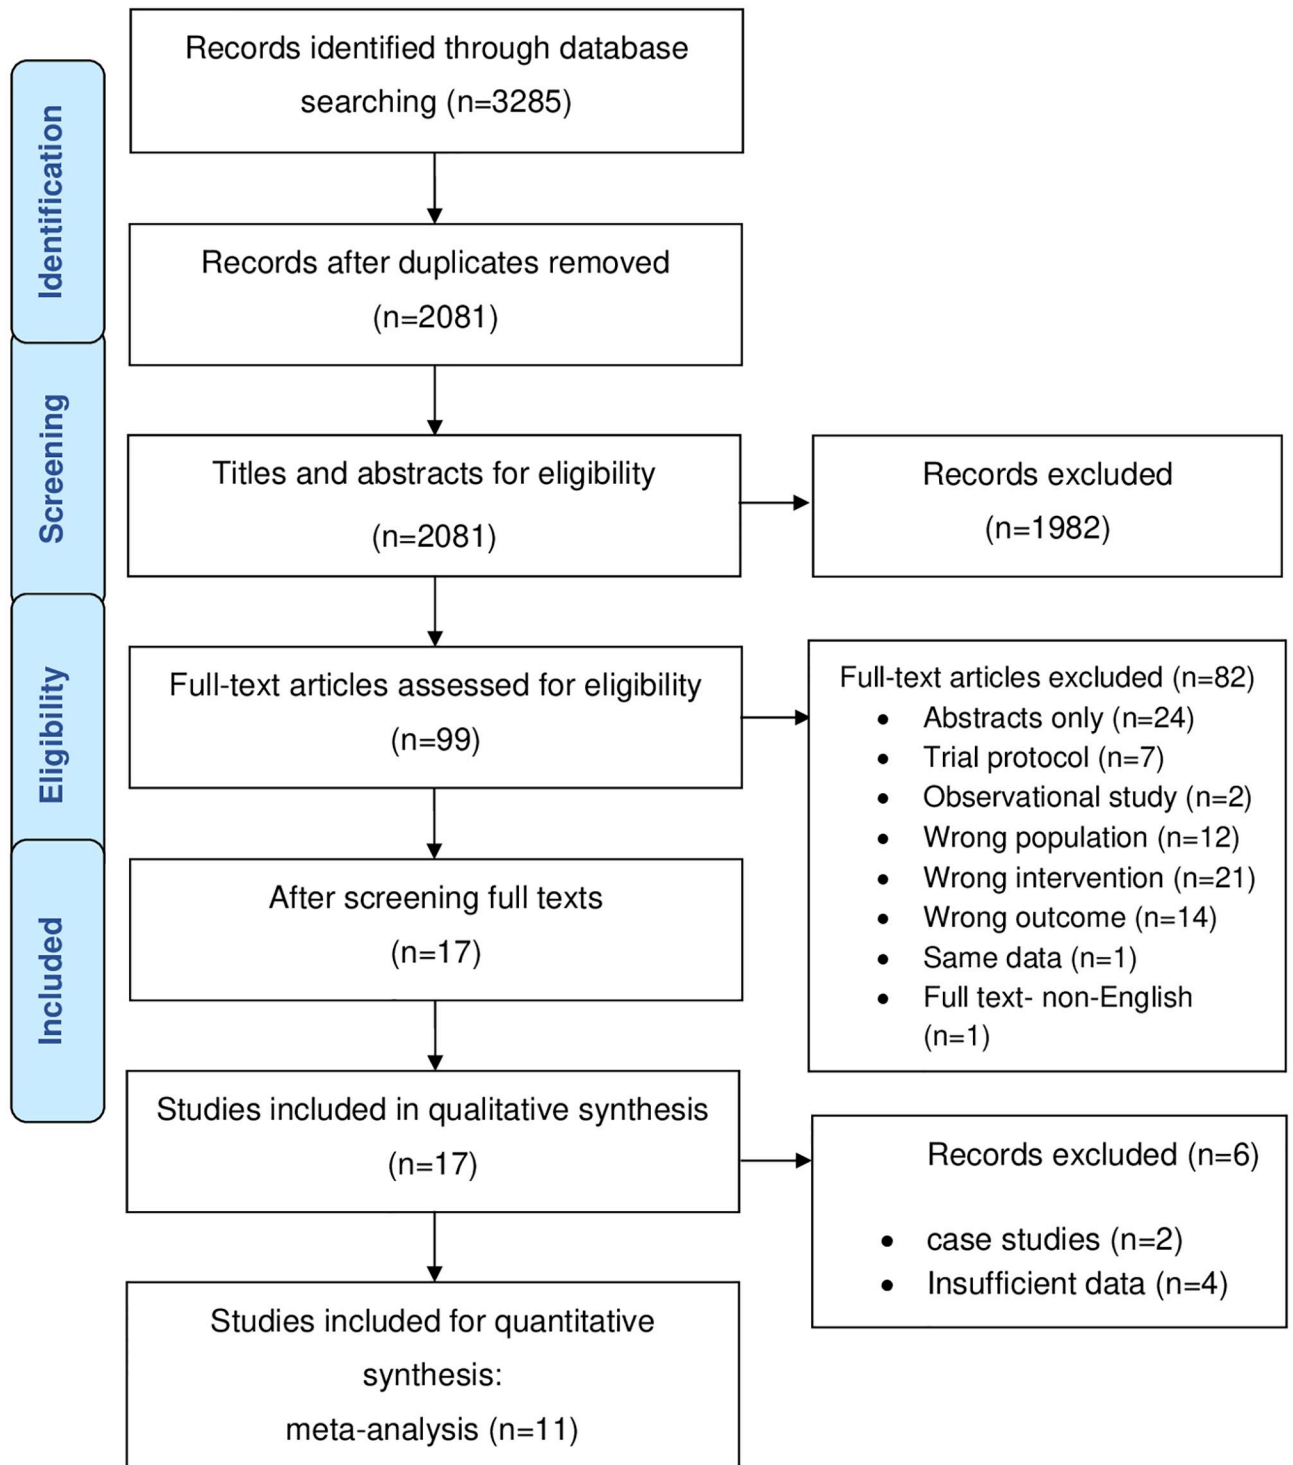 Identification
Screening
Eligibility
Included
Records identified through database
searching (n=3285)
Records after duplicates removed
(n=2081)
Titles and abstracts for eligibility
(n=2081)
Records excluded
(n=1982)
Full-text articles assessed for eligibility
(n=99)
Full-text articles excluded (n=82)
• Abstracts only (n=24)
• Trial protocol (n=7)
• Observational study (n=2)
• Wrong population (n=12)
• Wrong intervention (n=21)
• Wrong outcome (n=14)
• Same data (n=1)
• Full text- non-English
(n=1)
After screening full texts
(n=17)
Studies included in qualitative synthesis
(n=17)
Records excluded (n=6)
• case studies (n=2)
• Insufficient data (n=4)
Studies included for quantitative
synthesis:
meta-analysis (n=11)